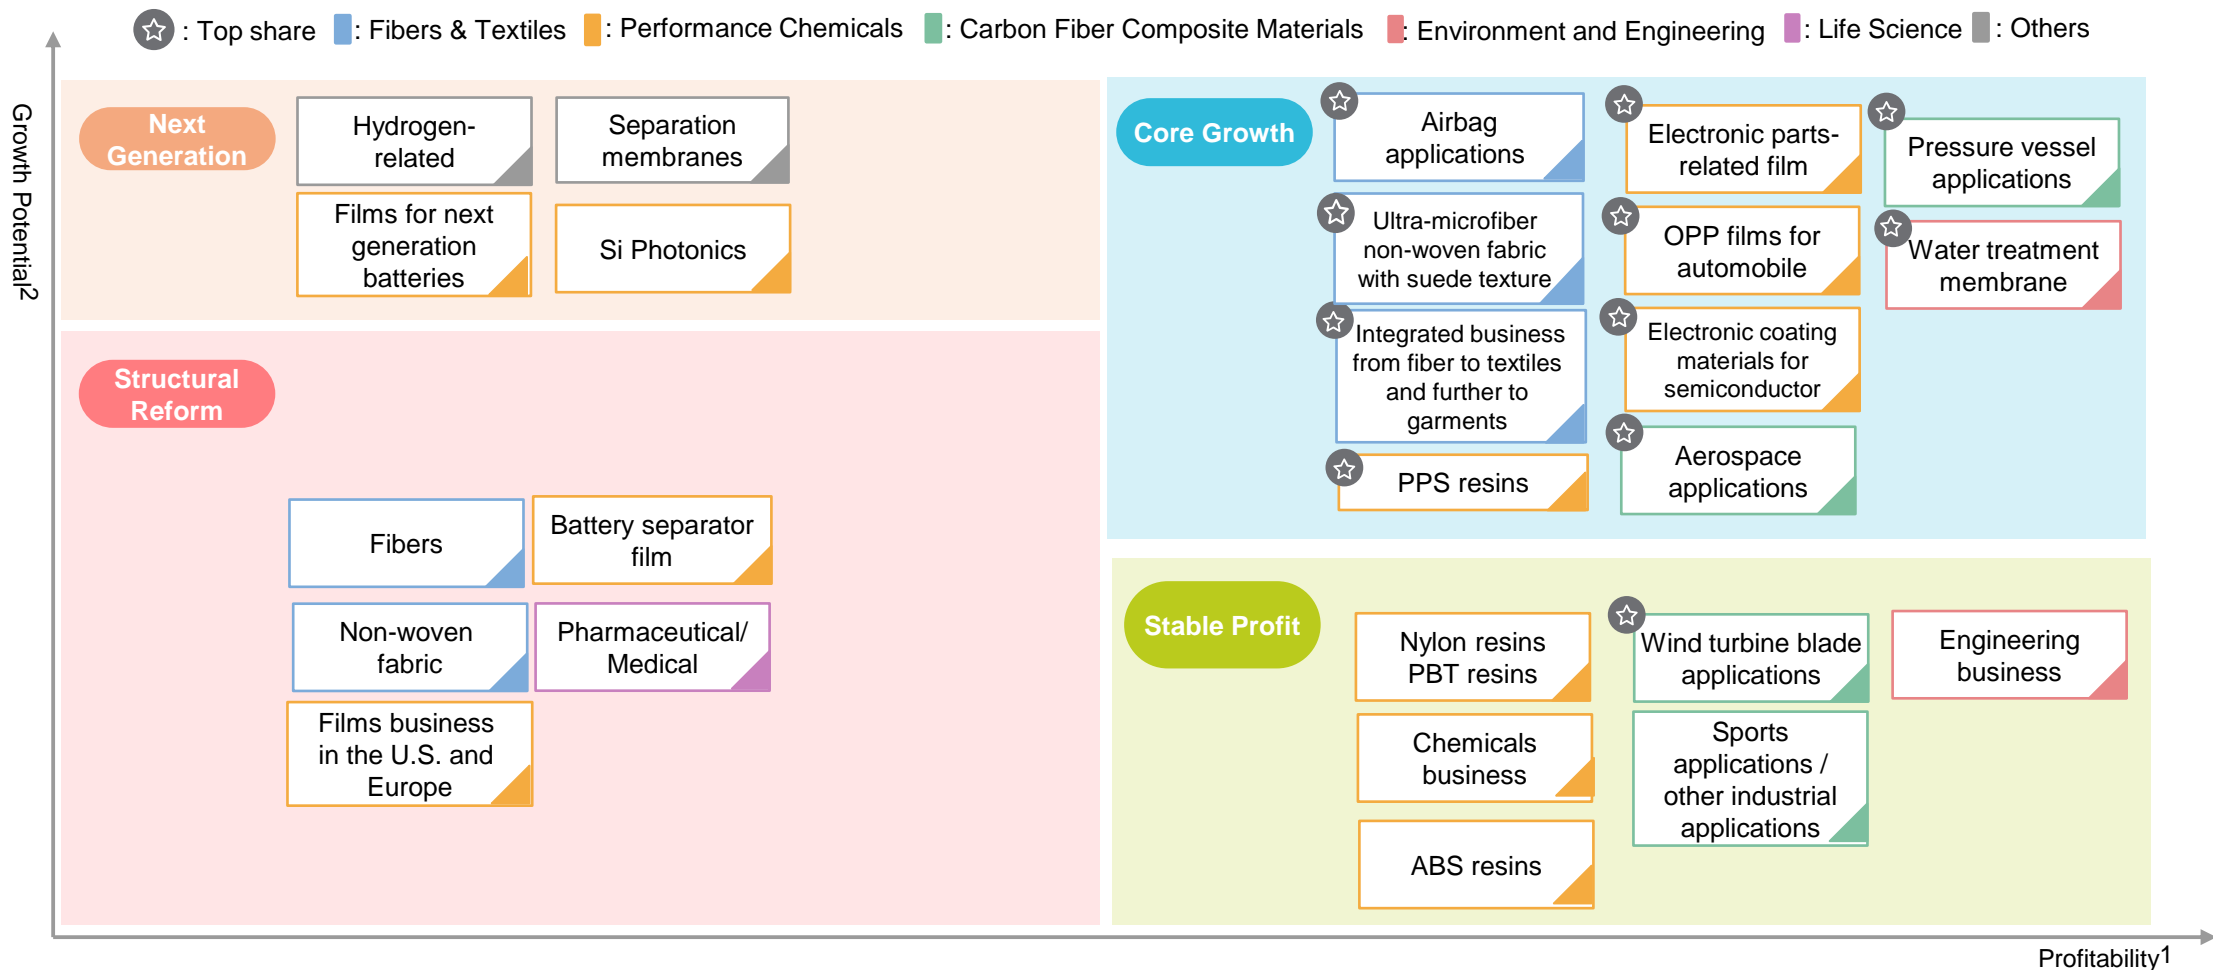 : Top share
: Fibers & Textiles
: Performance Chemicals
: Carbon Fiber Composite Materials
: Environment and Engineering
: Life Science
: Others
Growth Potential2
Next
Generation
Hydrogen-
related
Separation
membranes
Films for next
generation
batteries
Si Photonics
Core Growth
Airbag
applications
Electronic parts-
related film
Pressure vessel
applications
Ultra-microfiber
non-woven fabric
with suede texture
OPP films for
automobile
Water treatment
membrane
Integrated business
from fiber to textiles
and further to
garments
Electronic coating
materials for
semiconductor
PPS resins
Aerospace
applications
Structural
Reform
Fibers
Battery separator
film
Non-woven
fabric
Pharmaceutical/
Medical
Films business
in the U.S. and
Europe
Stable Profit
Nylon resins
PBT resins
Wind turbine blade
applications
Engineering
business
Chemicals
business
Sports
applications /
other industrial
applications
ABS resins
Profitability1